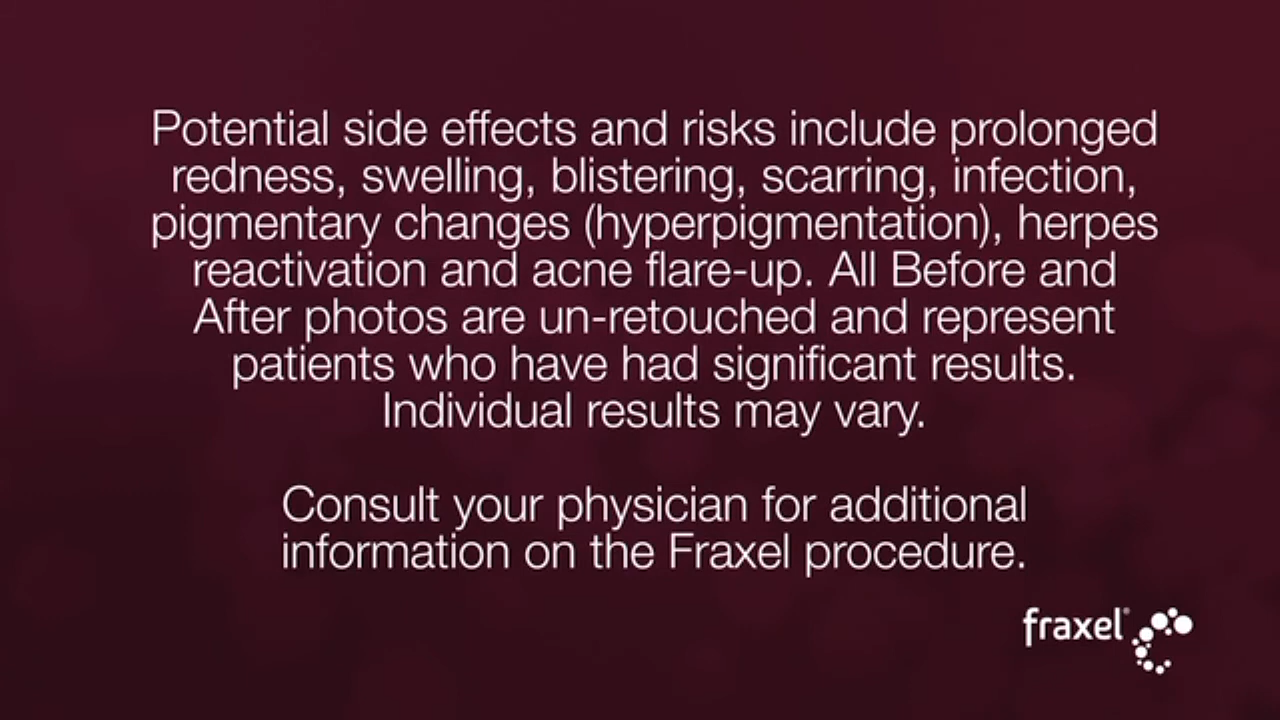 Potential side effects and risks include prolonged
redness, swelling, blistering, scarring, infection,
pigmentary changes (hyperpigmentation), herpes
reactivation and acne flare-up. All Before and
After photos are un-retouched and represent
patients who have had significant results.
Individual results may vary.
Consult your physician for additional
information on the Fraxel procedure.
fraxel®